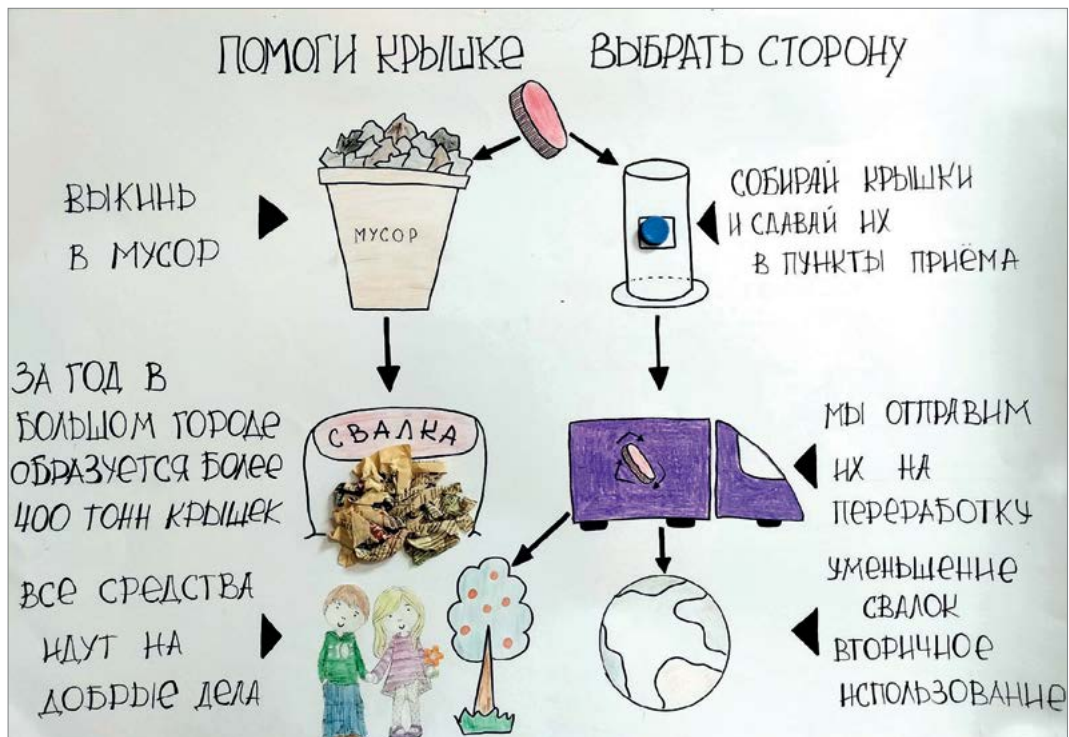 ПОМОГИ КРЫШКЕ ВЫБРАТЬ СТОРОНУ
ВЫКИНЬ
В МУСОР
МУСОР
СОБИРАЙ КРЫШКИ
И СДАВАЙ ИХ
В ПУНКТЫ ПРИЁМА
ЗА ГОД В
БОЛЬШОМ ГОРОДЕ
ОБРАЗУЕТСЯ БОЛЕЕ
400 ТОНН КРЫШЕК
СВАЛКА
МЫ ОТПРАВИМ
ИХ НА
ПЕРЕРАБОТКУ
ВСЕ СРЕДСТВА
ИДУТ НА
ДОБРЫЕ ДЕЛА
10
УМЕНЬШЕНИЕ
СВАЛОК
ВТОРИЧНОЕ
ИСПОЛЬЗОВАНИЕ